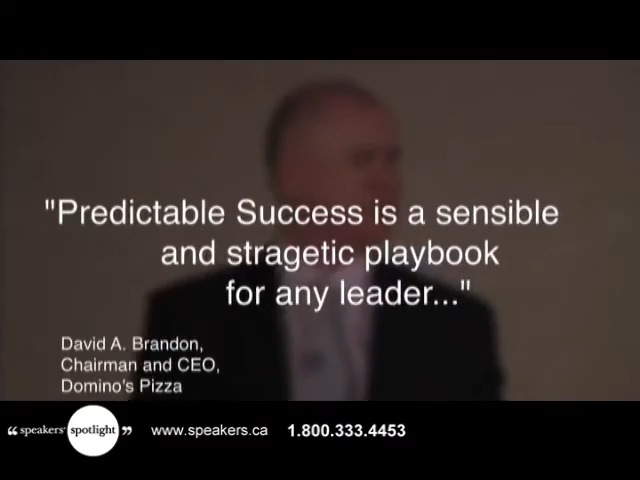 "Predictable Success is a sensible
and stragetic playbook
for any leader..."
David A. Brandon,
Chairman and CEO,
Domino's Pizza
“ speakers' spotlight ” www.speakers.ca 1.800.333.4453